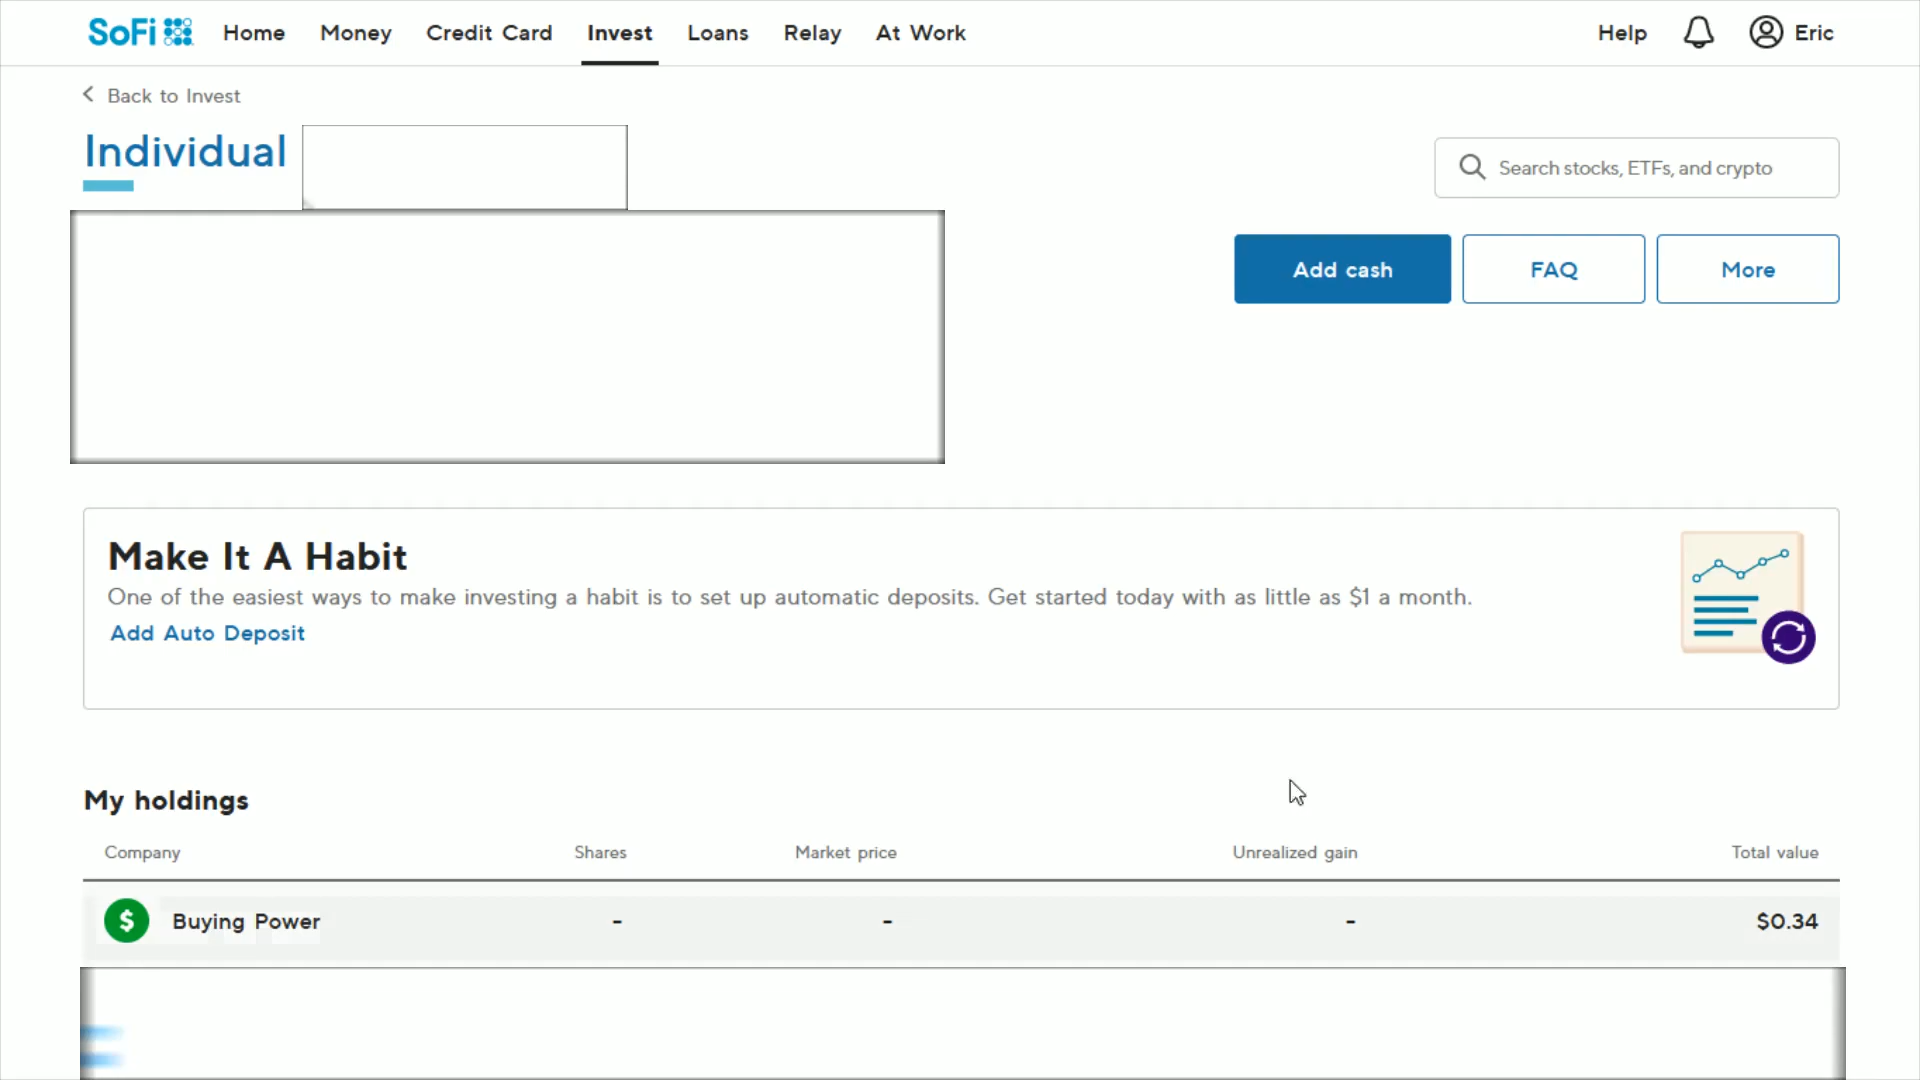 SoFi Home Money Credit Card Invest Loans Relay At Work Help Eric
Back to Invest
Individual
Search stocks, ETFs, and crypto
Add cash FAQ More
Make It A Habit
One of the easiest ways to make investing a habit is to set up automatic deposits. Get started today with as little as $1 a month.
Add Auto Deposit
My holdings
Company Shares Market price Unrealized gain Total value
$ Buying Power - - - $0.34